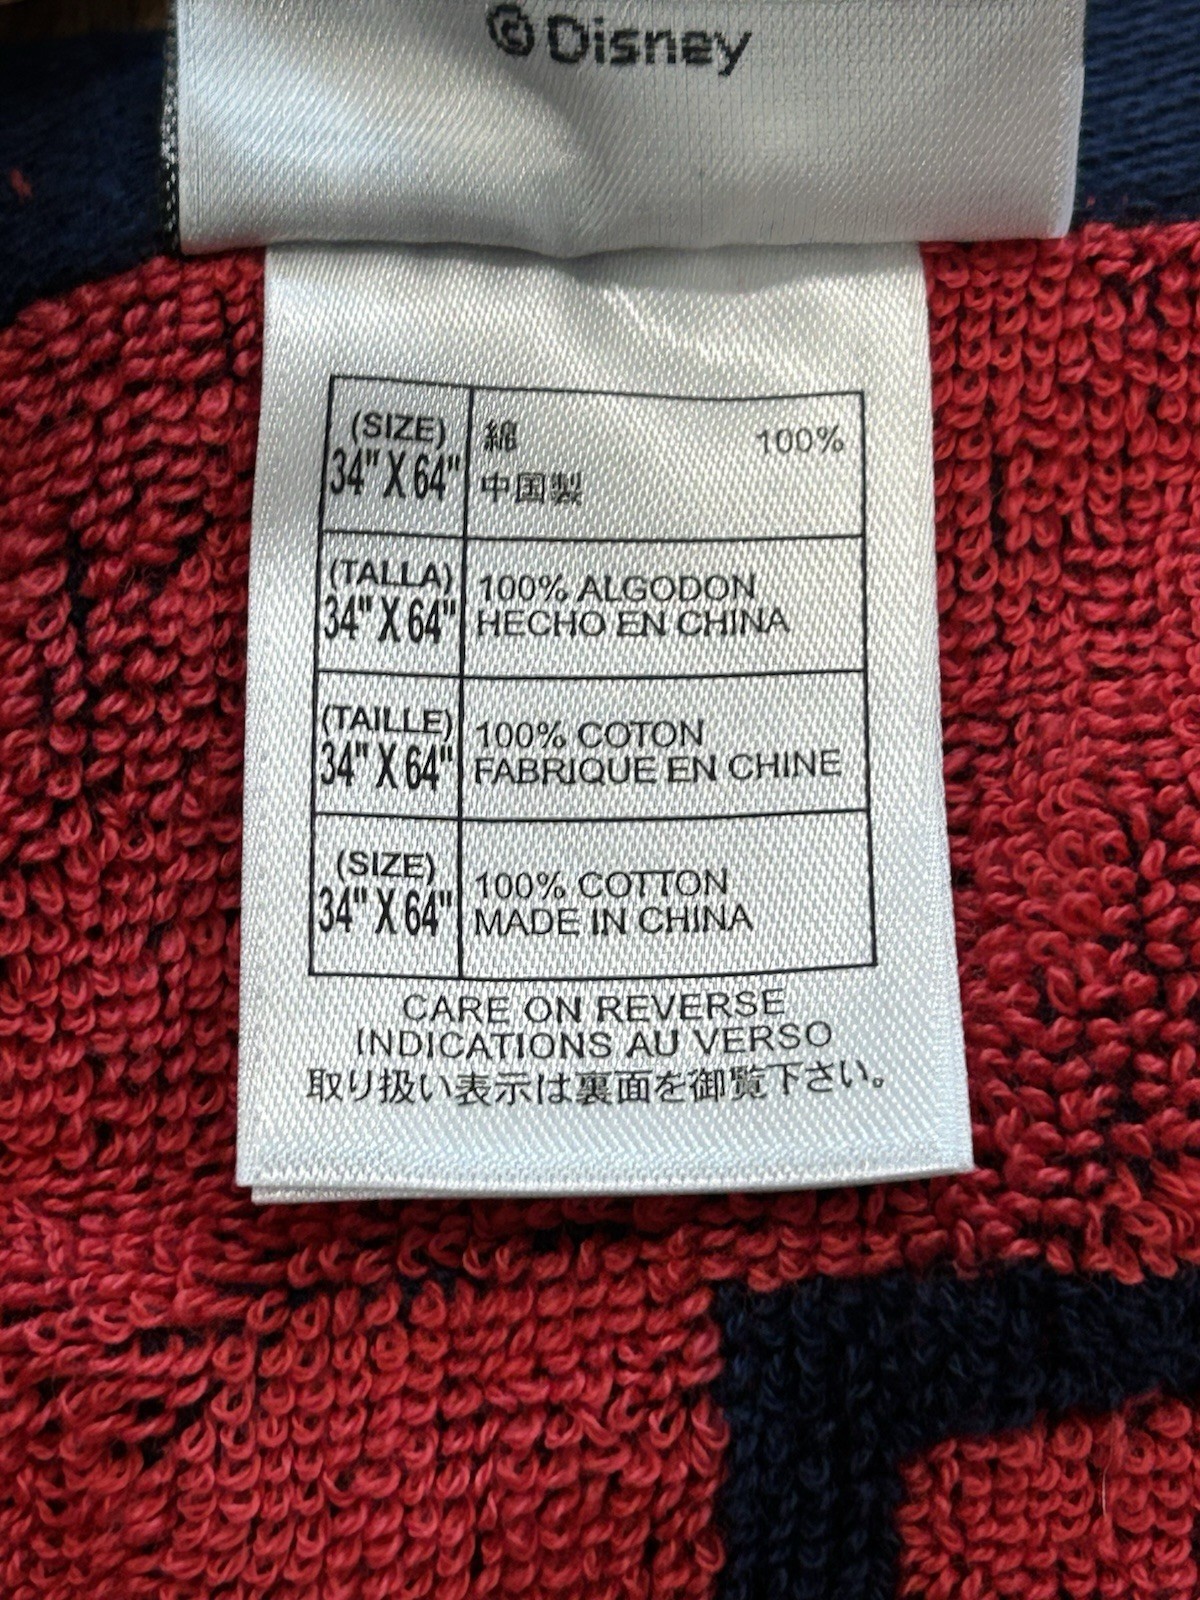 ©Disney
(SIZE)
34" X 64"
綿 100%
中国製
(TALLA)
34" X 64"
100% ALGODON
HECHO EN CHINA
(TAILLE)
34" X 64"
100% COTON
FABRIQUE EN CHINE
(SIZE)
34" X 64"
100% COTTON
MADE IN CHINA
CARE ON REVERSE
INDICATIONS AU VERSO
取り扱い表示は裏面を御覧下さい。